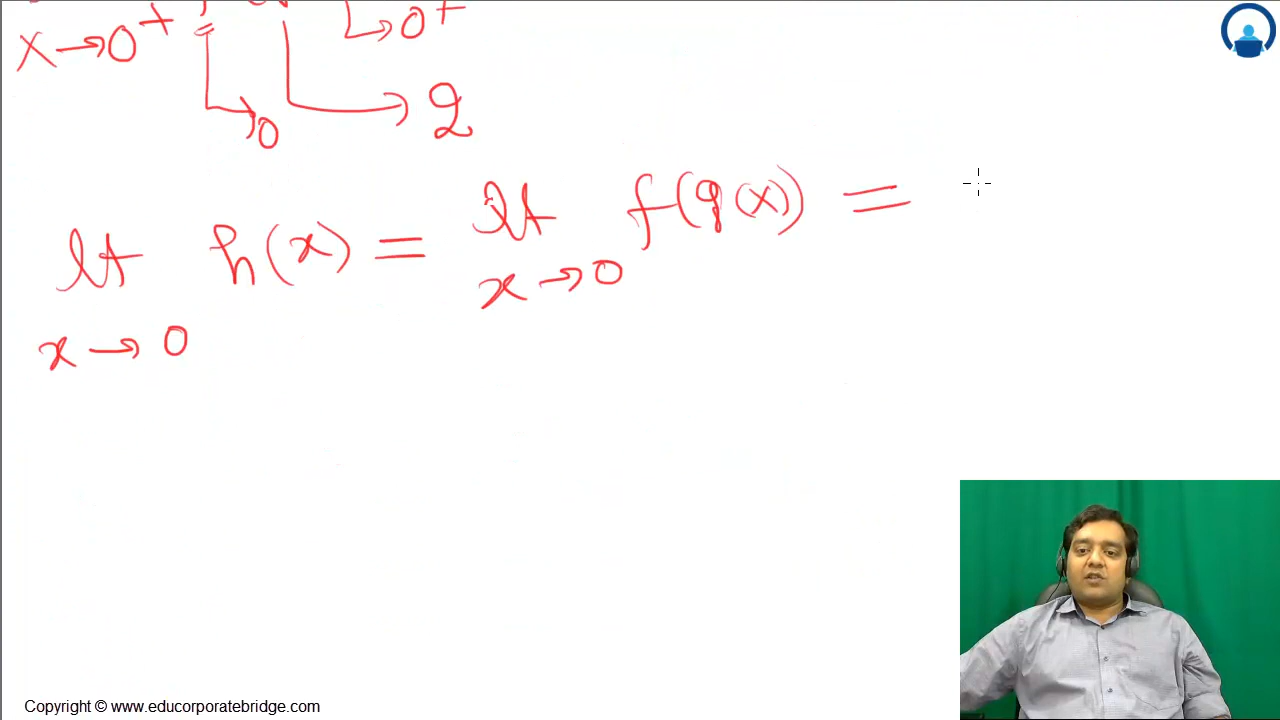 x → 0+
→ 0+
→ 0
→ 2
lt h(x) = lt f(g(x)) =
x → 0
x → 0
Copyright © www.educorporatebridge.com